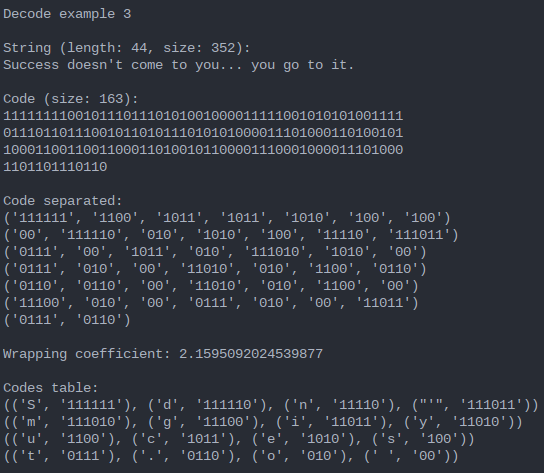 Decode example 3
String (length: 44, size: 352):
Success doesn't come to you... you go to it.
Code (size: 163):
11111111001011101110101001000011111001010101001111
01110110111001011010111010101000011101000110100101
10001100110011000110100101100001110001000011101000
1101101110110
Code separated:
('111111', '1100', '1011', '1011', '1010', '100', '100')
('00', '111110', '010', '1010', '100', '11110', '111011')
('0111', '00', '1011', '010', '111010', '1010', '00')
('0111', '010', '00', '11010', '010', '1100', '0110')
('0110', '0110', '00', '11010', '010', '1100', '00')
('11100', '010', '00', '0111', '010', '00', '11011')
('0111', '0110')
Wrapping coefficient: 2.1595092024539877
Codes table:
(('S', '111111'), ('d', '111110'), ('n', '11110'), ("'", '111011'))
(('m', '111010'), ('g', '11100'), ('i', '11011'), ('y', '11010'))
(('u', '1100'), ('c', '1011'), ('e', '1010'), ('s', '100'))
(('t', '0111'), ('.', '0110'), ('o', '010'), (' ', '00'))